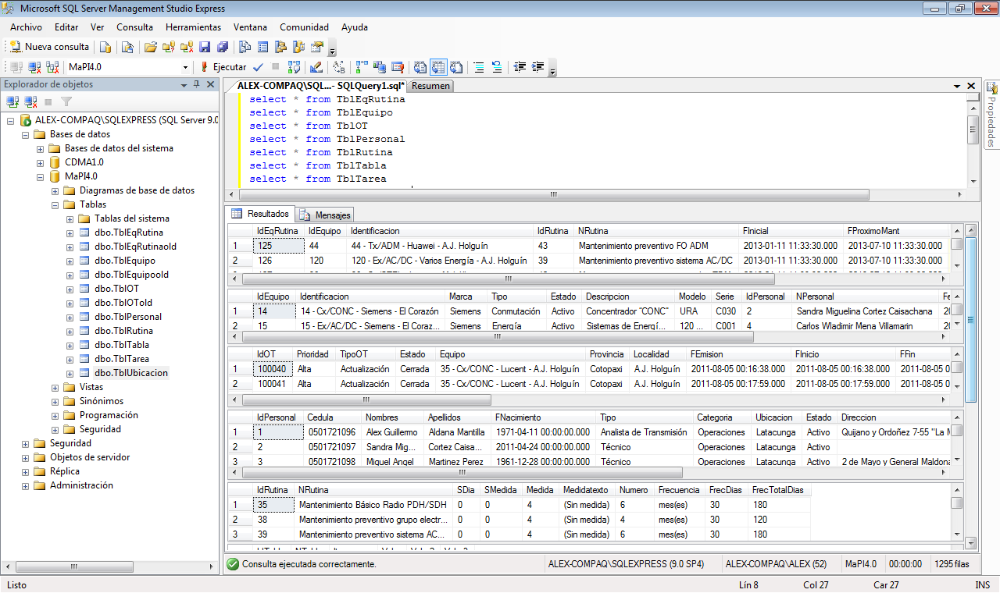 Microsoft SQL Server Management Studio Express
Archivo Editar Ver Consulta Herramientas Ventana Comunidad Ayuda
Nueva consulta
MaPI4.0 Ejecutar
Explorador de objetos
ALEX-COMPAQ\SQLEXPRESS (SQL Server 9.0
Bases de datos
Bases de datos del sistema
CDMA1.0
MaPI4.0
Diagramas de base de datos
Tablas
Tablas del sistema
dbo.TblEqRutina
dbo.TblEqRutinaold
dbo.TblEquipo
dbo.TblEquipoold
dbo.TblOT
dbo.TblOTold
dbo.TblPersonal
dbo.TblRutina
dbo.TblTabla
dbo.TblTarea
dbo.TblUbicacion
Vistas
Sinónimos
Programación
Seguridad
Seguridad
Objetos de servidor
Réplica
Administración
ALEX-COMPAQ\SQL...- SQLQuery1.sql* Resumen
select * from TblEqRutina
select * from TblEquipo
select * from TblOT
select * from TblPersonal
select * from TblRutina
select * from TblTabla
select * from TblTarea
Propiedades
Resultados Mensajes
IdEqRutina IdEquipo Identificacion IdRutina NRutina FInicial FProximoMant
1 125 44 44 - Tx/ADM - Huawei - A.J. Holguín 43 Mantenimiento preventivo FO ADM 2013-01-11 11:33:30.000 2013-07-10 11:33:30.000
2 126 120 120 - Ex/AC/DC - Varios Energía - A.J. Holguín 39 Mantenimiento preventivo sistema AC/DC 2013-01-11 11:33:30.000 2013-07-10 11:33:30.000
IdEquipo Identificacion Marca Tipo Estado Descripcion Modelo Serie IdPersonal NPersonal Fe
1 14 14 - Cx/CONC - Siemens - El Corazón Siemens Conmutación Activo Concentrador "CONC" URA C030 2 Sandra Miguelina Cortez Caisachana 20
2 15 15 - Ex/AC/DC - Siemens - El Coraz... Siemens Energía Activo Sistemas de Energí... 120 ... C001 4 Carlos Wladimir Mena Villamarin 20
IdOT Prioridad TipoOT Estado Equipo Provincia Localidad FEmision FInicio FFin
1 100040 Alta Actualización Cerrada 35 - Cx/CONC - Lucent - A.J. Holguín Cotopaxi A.J. Holguín 2011-08-05 00:16:38.000 2011-08-05 00:16:38.000 2011-08-05 00
2 100041 Alta Actualización Cerrada 35 - Cx/CONC - Lucent - A.J. Holguín Cotopaxi A.J. Holguín 2011-08-05 00:17:59.000 2011-08-05 00:17:59.000 2011-08-05 00
IdPersonal Cedula Nombres Apellidos FNacimiento Tipo Categoria Ubicacion Estado Direccion
1 1 0501721096 Alex Guillermo Aldana Mantilla 1971-04-11 00:00:00.000 Analista de Transmisión Operaciones Latacunga Activo Quijano y Ordoñez 7-55 "La M
2 2 0501721097 Sandra Mig... Cortez Caisa... 2011-04-24 00:00:00.000 Técnico Operaciones Latacunga Activo
3 3 0501721098 Miguel Angel Martinez Perez 1961-12-28 00:00:00.000 Técnico Operaciones Latacunga Activo 2 de Mayo y General Maldona
IdRutina NRutina SDia SMedida Medida Medidatexto Numero Frecuencia FrecDias FrecTotalDias
1 35 Mantenimiento Básico Radio PDH/SDH 0 0 4 (Sin medida) 6 mes(es) 30 180
2 38 Mantenimiento preventivo grupo electr... 0 0 4 (Sin medida) 4 mes(es) 30 120
3 39 Mantenimiento preventivo sistema AC... 0 0 4 (Sin medida) 6 mes(es) 30 180
Consulta ejecutada correctamente. ALEX-COMPAQ\SQLEXPRESS (9.0 SP4) ALEX-COMPAQ\ALEX (52) MaPI4.0 00:00:00 1295 filas
Listo Lín 8 Col 27 Car 27 INS